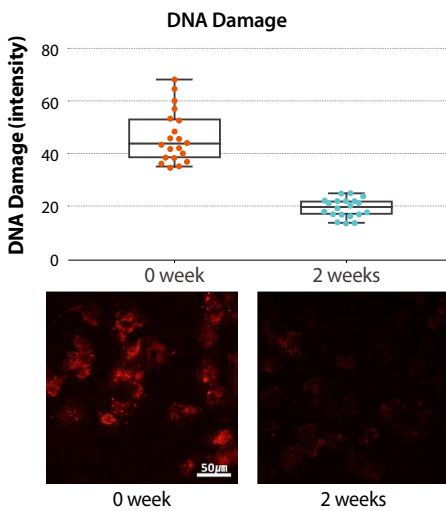 DNA Damage
DNA Damage (intensity)
80
60
40
20
0
0 week
2 weeks
50μm
0 week
2 weeks